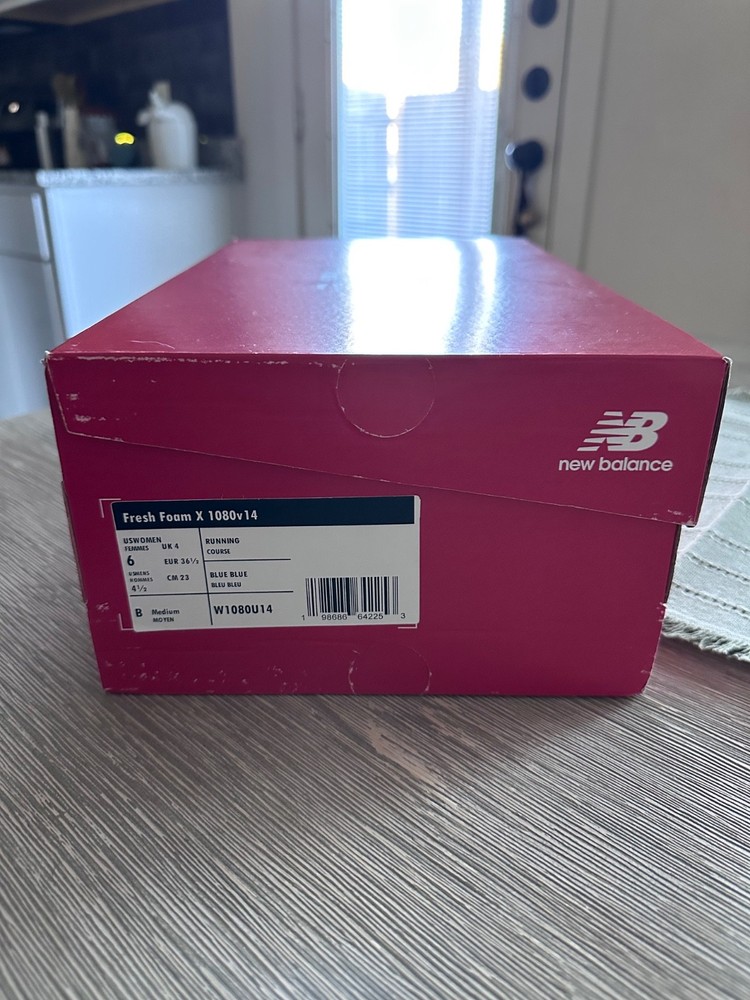 NB
new balance
Fresh Foam X 1080v14
USWOMEN
FEMMES
6
UK 4
EUR 36½
USMENS
HOMMES
4½
CM 23
B Medium
MOYEN
RUNNING
COURSE
BLUE BLUE
BLEU BLEU
W1080U14
1 98686 64225 3